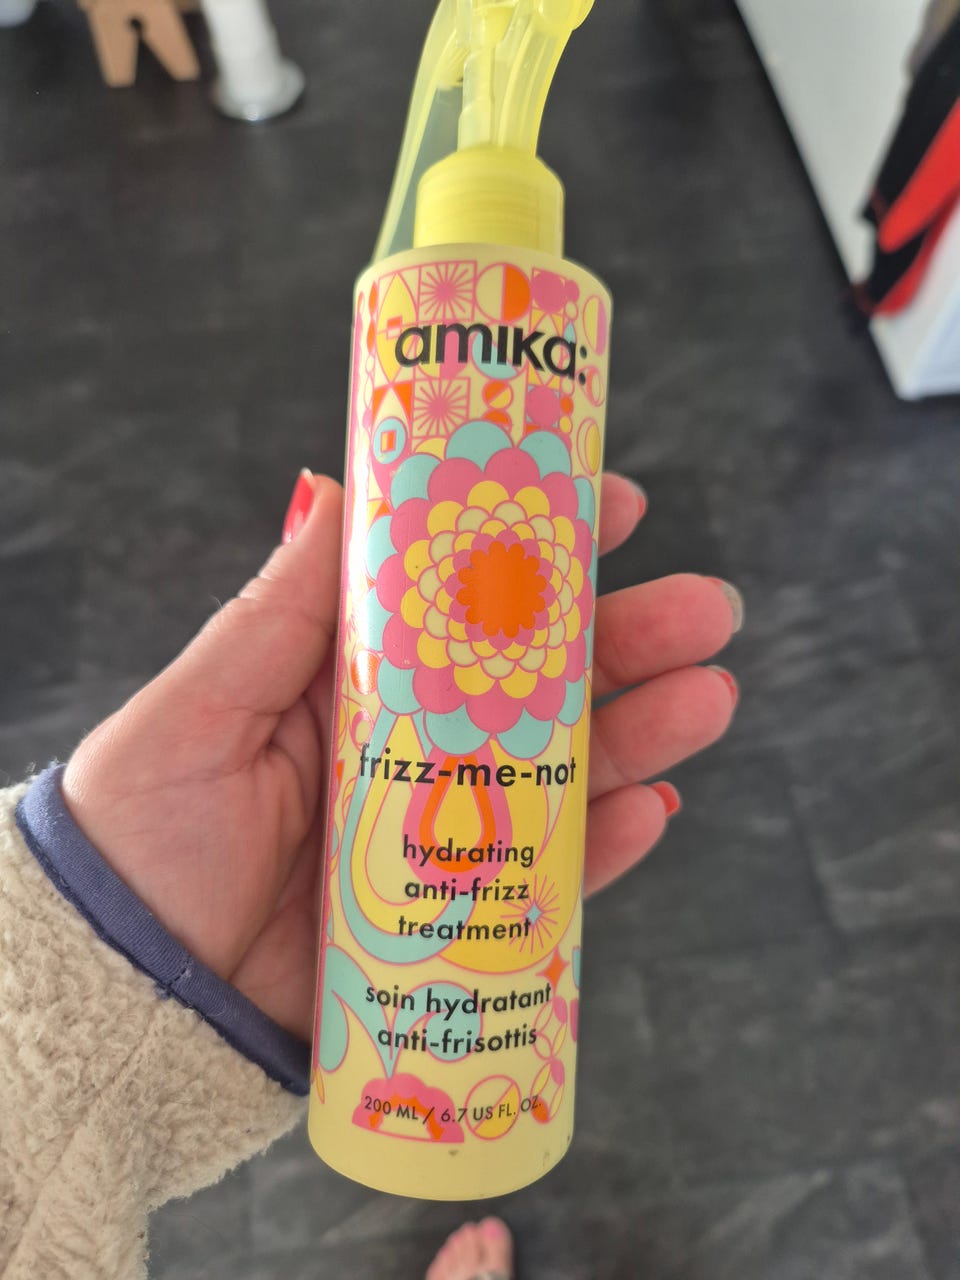 amika:
frizz-me-not
hydrating
anti-frizz
treatment
soin hydratant
anti-frisottis
200 ML / 6.7 US FL. OZ.